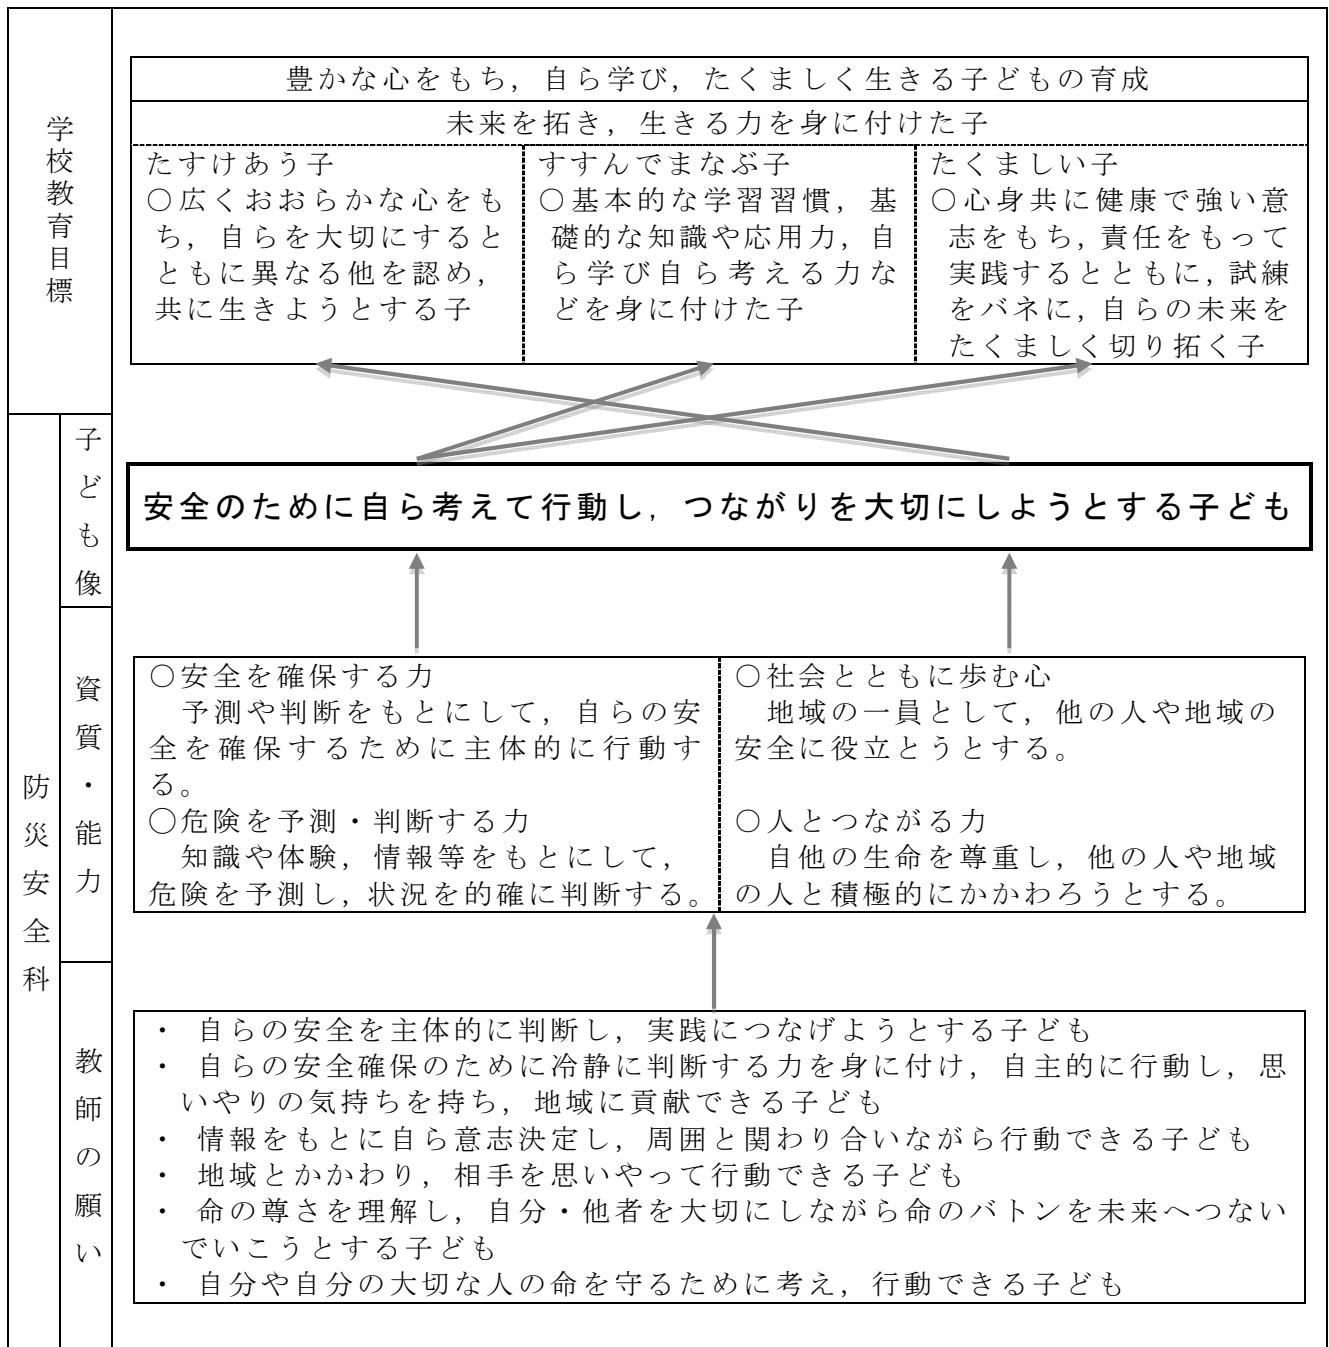 学校教育目標
豊かな心をもち，自ら学び，たくましく生きる子どもの育成
未来を拓き，生きる力を身に付けた子
たすけあう子
○広くおおらかな心をも
ち，自らを大切にすると
ともに異なる他を認め，
共に生きようとする子
すすんでまなぶ子
○基本的な学習習慣，基
礎的な知識や応用力，自
ら学び自ら考える力な
どを身に付けた子
たくましい子
○心身共に健康で強い意
志をもち，責任をもって
実践するとともに，試練
をバネに，自らの未来を
たくましく切り拓く子
防災安全科
子ども像
安全のために自ら考えて行動し，つながりを大切にしようとする子ども
資質・能力
○安全を確保する力
予測や判断をもとにして，自らの安
全を確保するために主体的に行動す
る。
○危険を予測・判断する力
知識や体験，情報等をもとにして，
危険を予測し，状況を的確に判断する。
○社会とともに歩む心
地域の一員として，他の人や地域の
安全に役立とうとする。
○人とつながる力
自他の生命を尊重し，他の人や地域
の人と積極的にかかわろうとする。
教師の願い
・ 自らの安全を主体的に判断し，実践につなげようとする子ども
・ 自らの安全確保のために冷静に判断する力を身に付け，自主的に行動し，思
いやりの気持ちを持ち，地域に貢献できる子ども
・ 情報をもとに自ら意志決定し，周囲と関わり合いながら行動できる子ども
・ 地域とかかわり，相手を思いやって行動できる子ども
・ 命の尊さを理解し，自分・他者を大切にしながら命のバトンを未来へつない
でいこうとする子ども
・ 自分や自分の大切な人の命を守るために考え，行動できる子ども